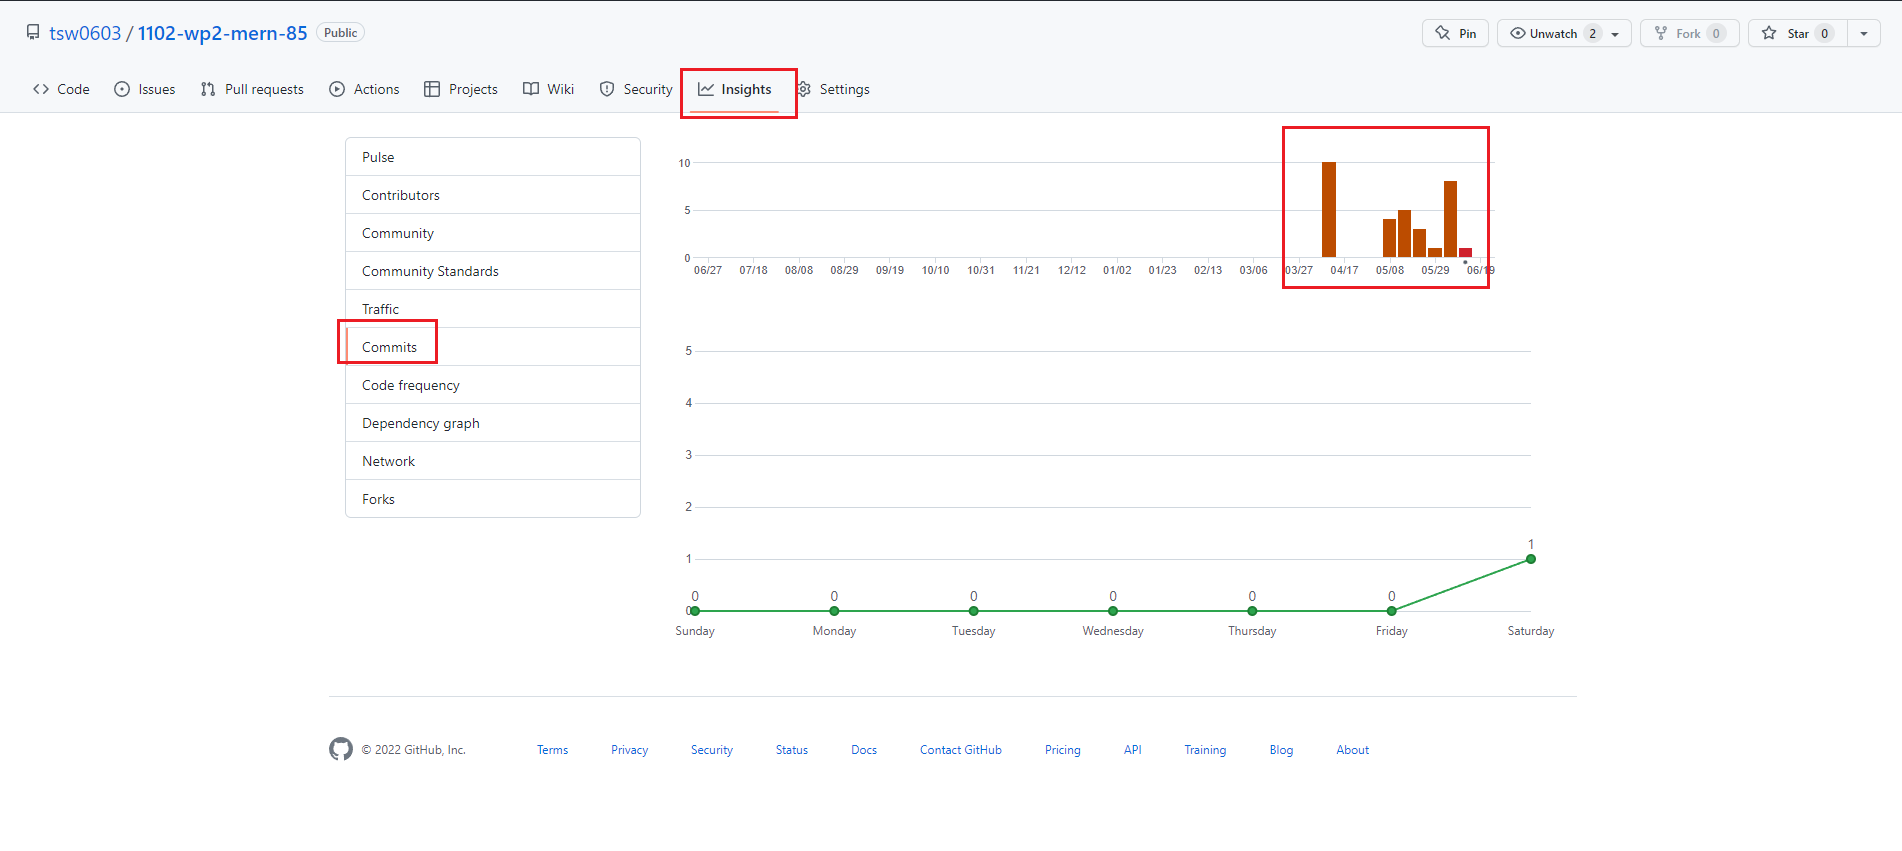 tsw0603 / 1102-wp2-mern-85 Public
Pin Unwatch 2 Fork 0 Star 0
Code Issues Pull requests Actions Projects Wiki Security Insights Settings
Pulse
Contributors
Community
Community Standards
Traffic
Commits
Code frequency
Dependency graph
Network
Forks
10
5
0
06/27 07/18 08/08 08/29 09/19 10/10 10/31 11/21 12/12 01/02 01/23 02/13 03/06 03/27 04/17 05/08 05/29 06/19
5
4
3
2
1
1
0 0 0 0 0 0
0
Sunday Monday Tuesday Wednesday Thursday Friday Saturday
© 2022 GitHub, Inc. Terms Privacy Security Status Docs Contact GitHub Pricing API Training Blog About